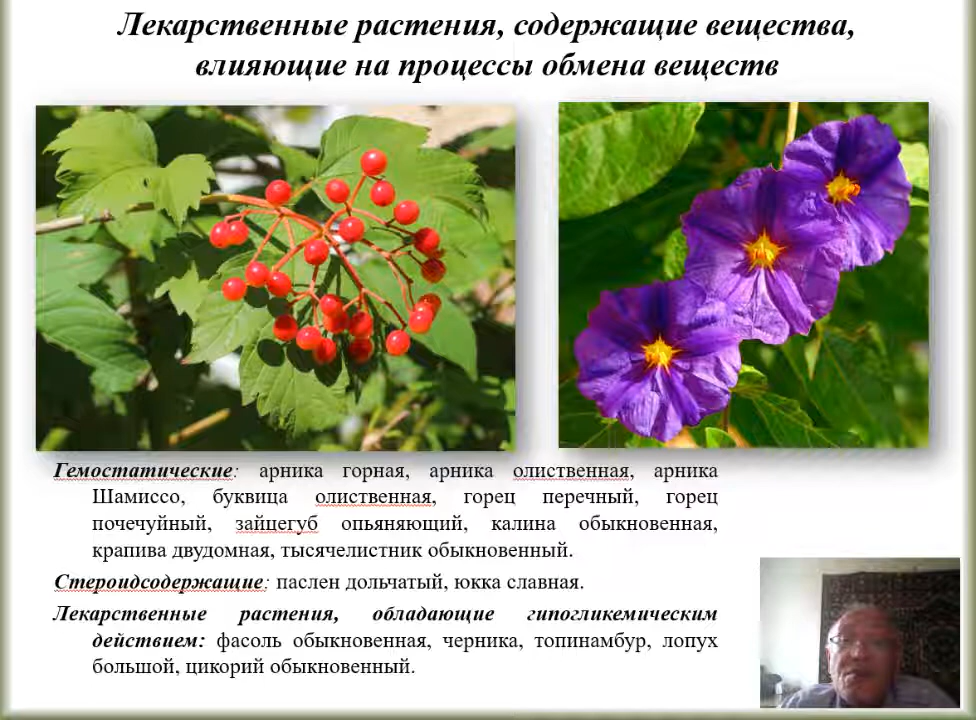 Лекарственные растения, содержащие вещества,
влияющие на процессы обмена веществ
Гемостатические: арника горная, арника олиственная, арника
Шамиссо, буквица олиственная, горец перечный, горец
почечуйный, зайцегуб опьяняющий, калина обыкновенная,
крапива двудомная, тысячелистник обыкновенный.
Стероидсодержащие: паслен дольчатый, юкка славная.
Лекарственные растения, обладающие гипогликемическим
действием: фасоль обыкновенная, черника, топинамбур, лопух
большой, цикорий обыкновенный.